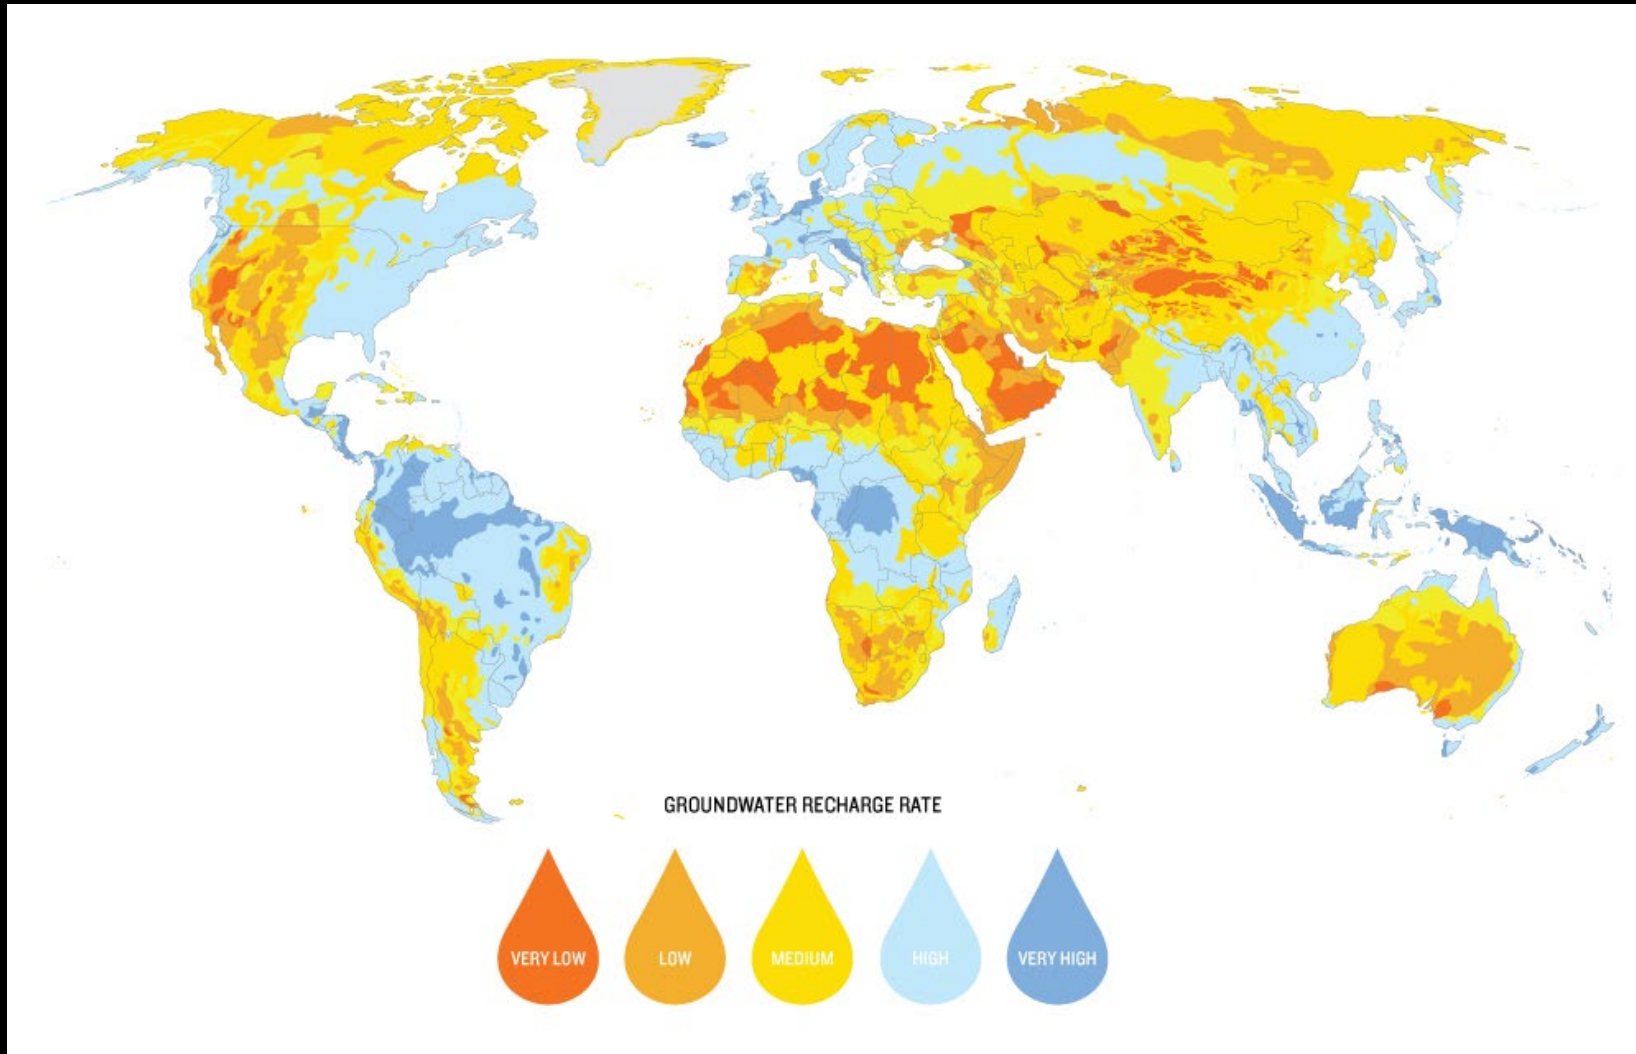 GROUNDWATER RECHARGE RATE
VERY LOW
LOW
MEDIUM
HIGH
VERY HIGH